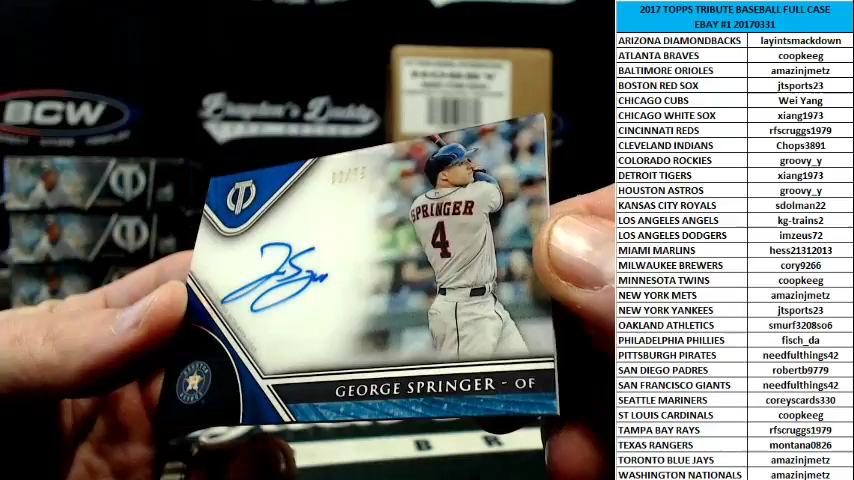 2017 TOPPS TRIBUTE BASEBALL FULL CASE
EBAY #1 20170331
ARIZONA DIAMONDBACKS layintsmackdown
ATLANTA BRAVES coopkeeg
BALTIMORE ORIOLES amazinjmetz
BOSTON RED SOX jtsports23
CHICAGO CUBS Wei Yang
CHICAGO WHITE SOX xiang1973
CINCINNATI REDS rfscruggs1979
CLEVELAND INDIANS Chops3891
COLORADO ROCKIES groovy_y
DETROIT TIGERS xiang1973
HOUSTON ASTROS groovy_y
KANSAS CITY ROYALS sdolman22
LOS ANGELES ANGELS kg-trains2
LOS ANGELES DODGERS imzeus72
MIAMI MARLINS hess21312013
MILWAUKEE BREWERS cory9266
MINNESOTA TWINS coopkeeg
NEW YORK METS amazinjmetz
NEW YORK YANKEES jtsports23
OAKLAND ATHLETICS smurf3208so6
PHILADELPHIA PHILLIES fisch_da
PITTSBURGH PIRATES needfulthings42
SAN DIEGO PADRES robertb9779
SAN FRANCISCO GIANTS needfulthings42
SEATTLE MARINERS coreyscards330
ST LOUIS CARDINALS coopkeeg
TAMPA BAY RAYS rfscruggs1979
TEXAS RANGERS montana0826
TORONTO BLUE JAYS amazinjmetz
WASHINGTON NATIONALS amazinjmetz
BCW
Brayton's Daddy
SPRINGER
4
GEORGE SPRINGER - OF
B R